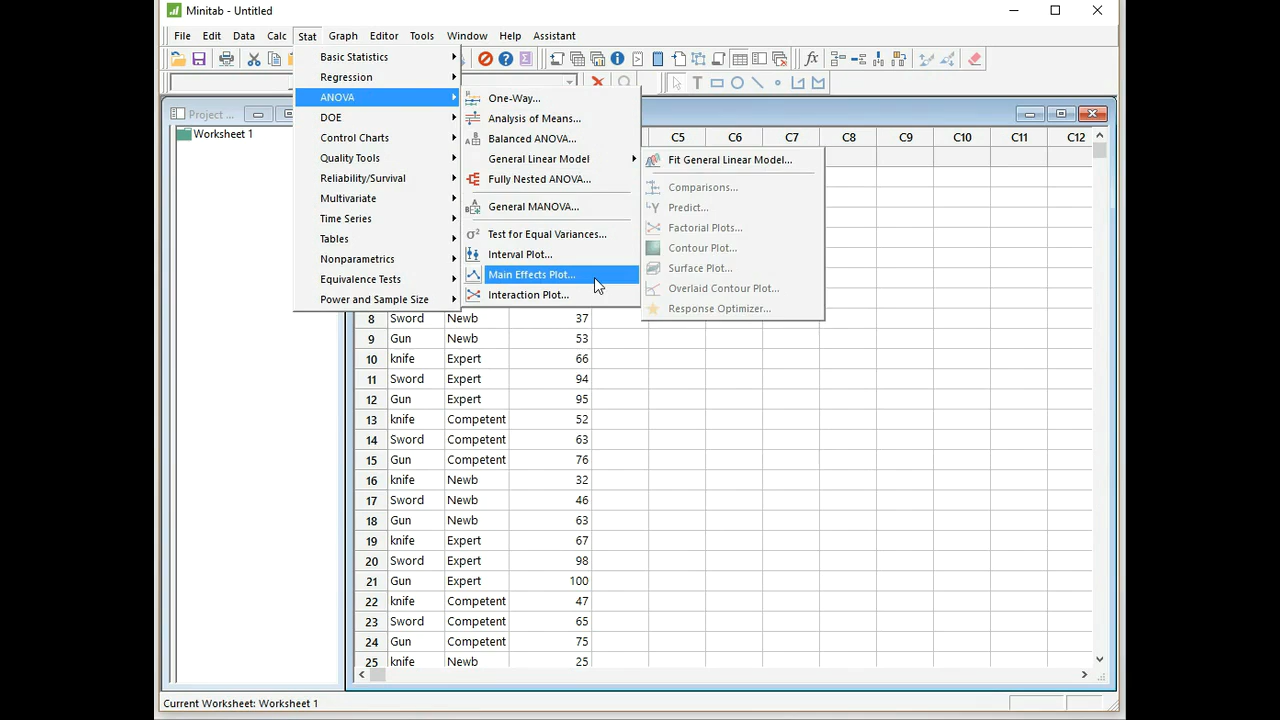 Minitab - Untitled
File Edit Data Calc Stat Graph Editor Tools Window Help Assistant
Basic Statistics
Regression
ANOVA
DOE
Control Charts
Quality Tools
Reliability/Survival
Multivariate
Time Series
Tables
Nonparametrics
Equivalence Tests
Power and Sample Size
One-Way...
Analysis of Means...
Balanced ANOVA...
General Linear Model
Fully Nested ANOVA...
General MANOVA...
Test for Equal Variances...
Interval Plot...
Main Effects Plot...
Interaction Plot...
Fit General Linear Model...
Comparisons...
Predict...
Factorial Plots...
Contour Plot...
Surface Plot...
Overlaid Contour Plot...
Response Optimizer...
Project ...
Worksheet 1
C5 C6 C7 C8 C9 C10 C11 C12
8 Sword Newb 37
9 Gun Newb 53
10 knife Expert 66
11 Sword Expert 94
12 Gun Expert 95
13 knife Competent 52
14 Sword Competent 63
15 Gun Competent 76
16 knife Newb 32
17 Sword Newb 46
18 Gun Newb 63
19 knife Expert 67
20 Sword Expert 98
21 Gun Expert 100
22 knife Competent 47
23 Sword Competent 65
24 Gun Competent 75
25 knife Newb 25
Current Worksheet: Worksheet 1